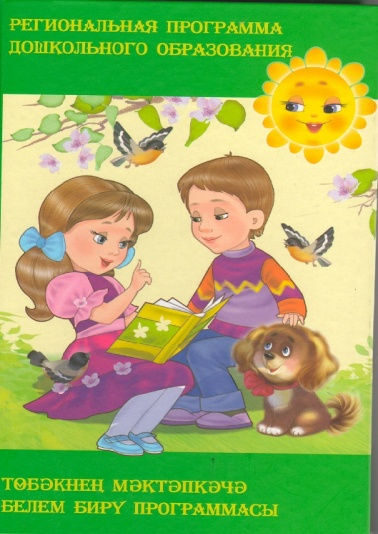 РЕГИОНАЛЬНАЯ ПРОГРАММА
ДОШКОЛЬНОГО ОБРАЗОВАНИЯ
ТӨБӘКНЕҢ МӘКТӘПКӘЧӘ
БЕЛЕМ БИРҮ ПРОГРАММАСЫ